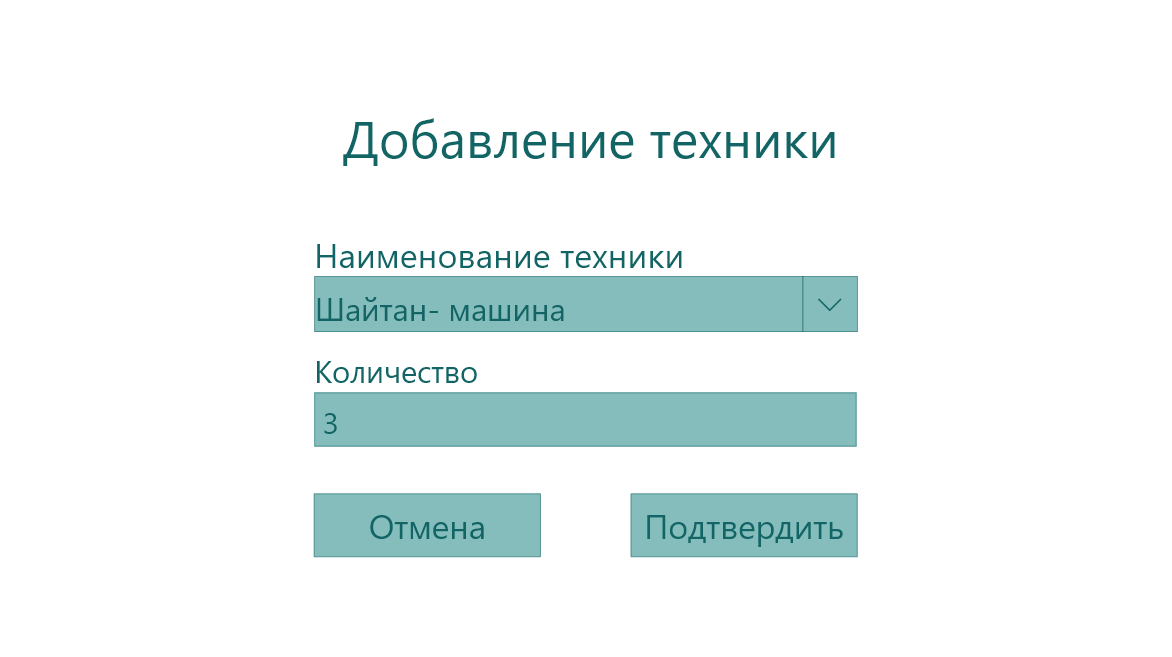 Добавление техники
Наименование техники
Шайтан- машина
Количество
3
Отмена
Подтвердить